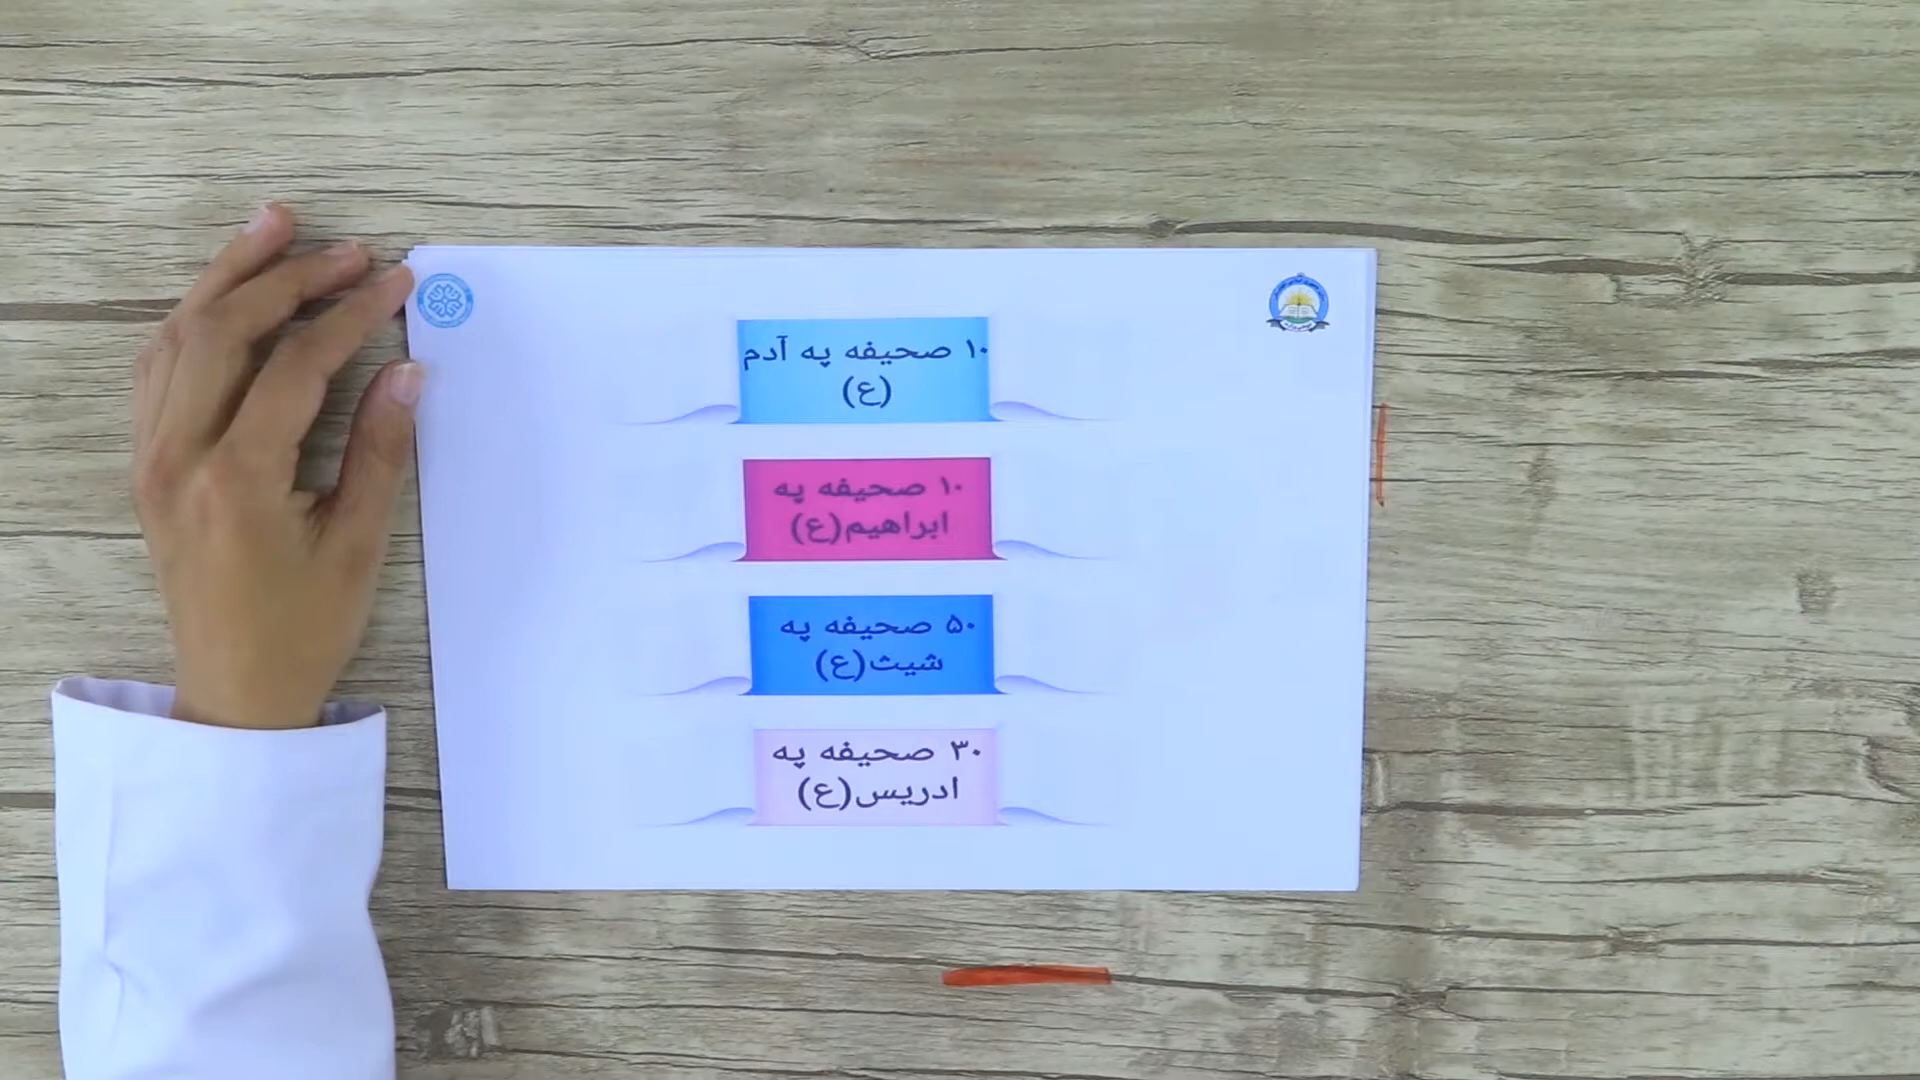 ۱۰ صحیفه په آدم
(ع)
۱۰ صحیفه په
ابراهیم(ع)
۵۰ صحیفه په
شیث(ع)
۳۰ صحیفه په
ادریس(ع)